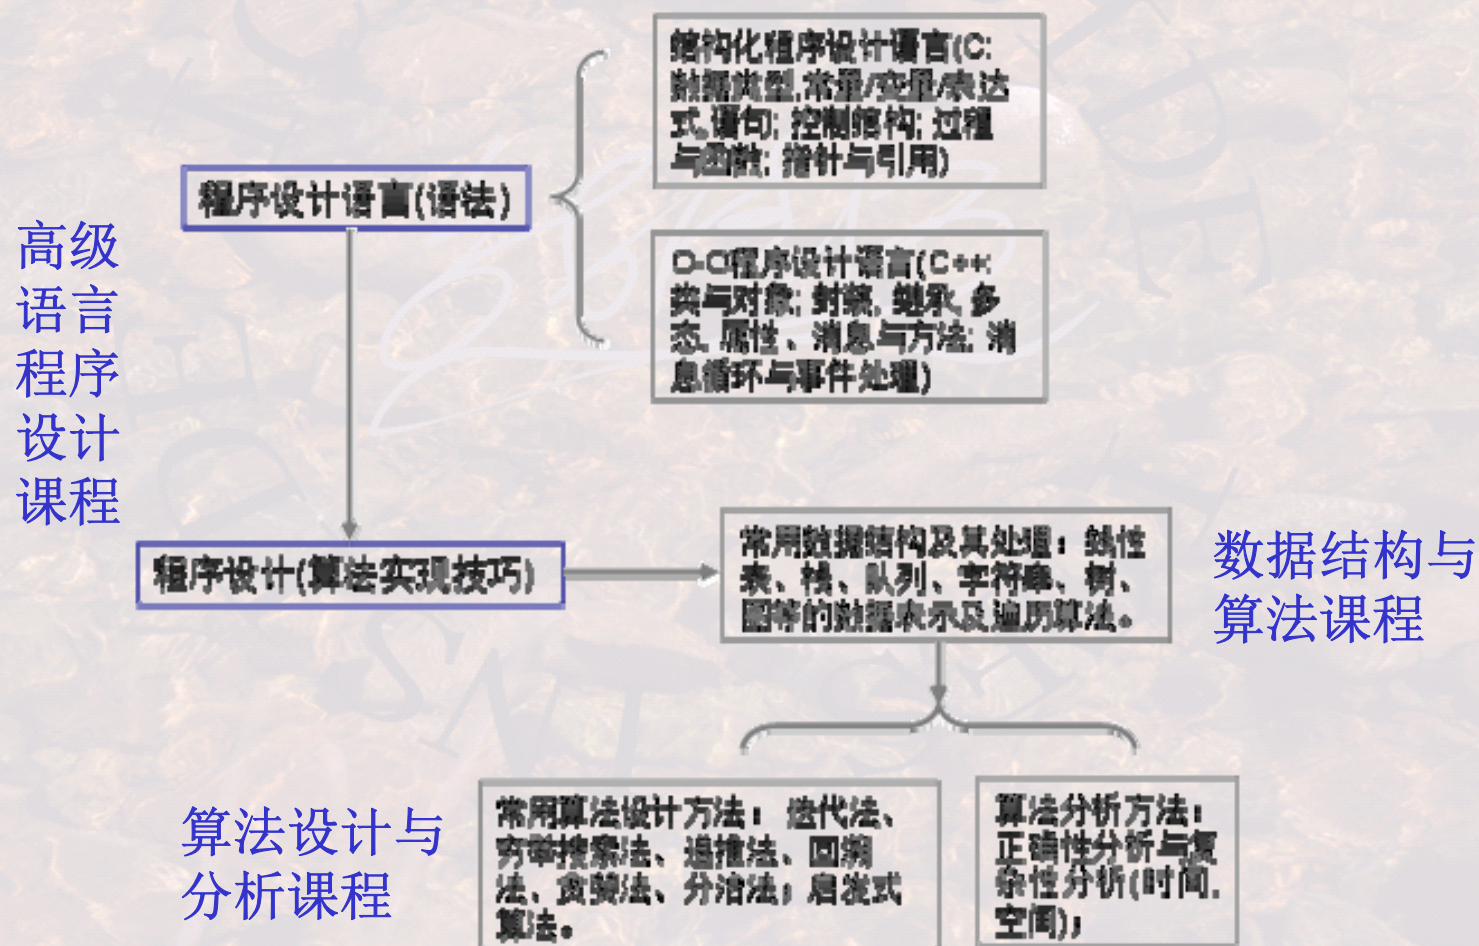 结构化程序设计语言(C:
数据类型,常量/变量/表达
式,语句; 控制结构; 过程
与函数; 指针与引用)
程序设计语言(语法)
O-O程序设计语言(C++:
类与对象; 封装, 继承, 多
态, 属性、消息与方法; 消
息循环与事件处理)
高级
语言
程序
设计
课程
程序设计(算法实现技巧)
常用数据结构及其处理：线性
表、栈、队列、字符串、树、
图等的数据表示及遍历算法。
数据结构与
算法课程
算法设计与
分析课程
常用算法设计方法：迭代法、
穷举搜索法、递推法、回溯
法、贪婪法、分治法；启发式
算法。
算法分析方法：
正确性分析与复
杂性分析(时间,
空间)；